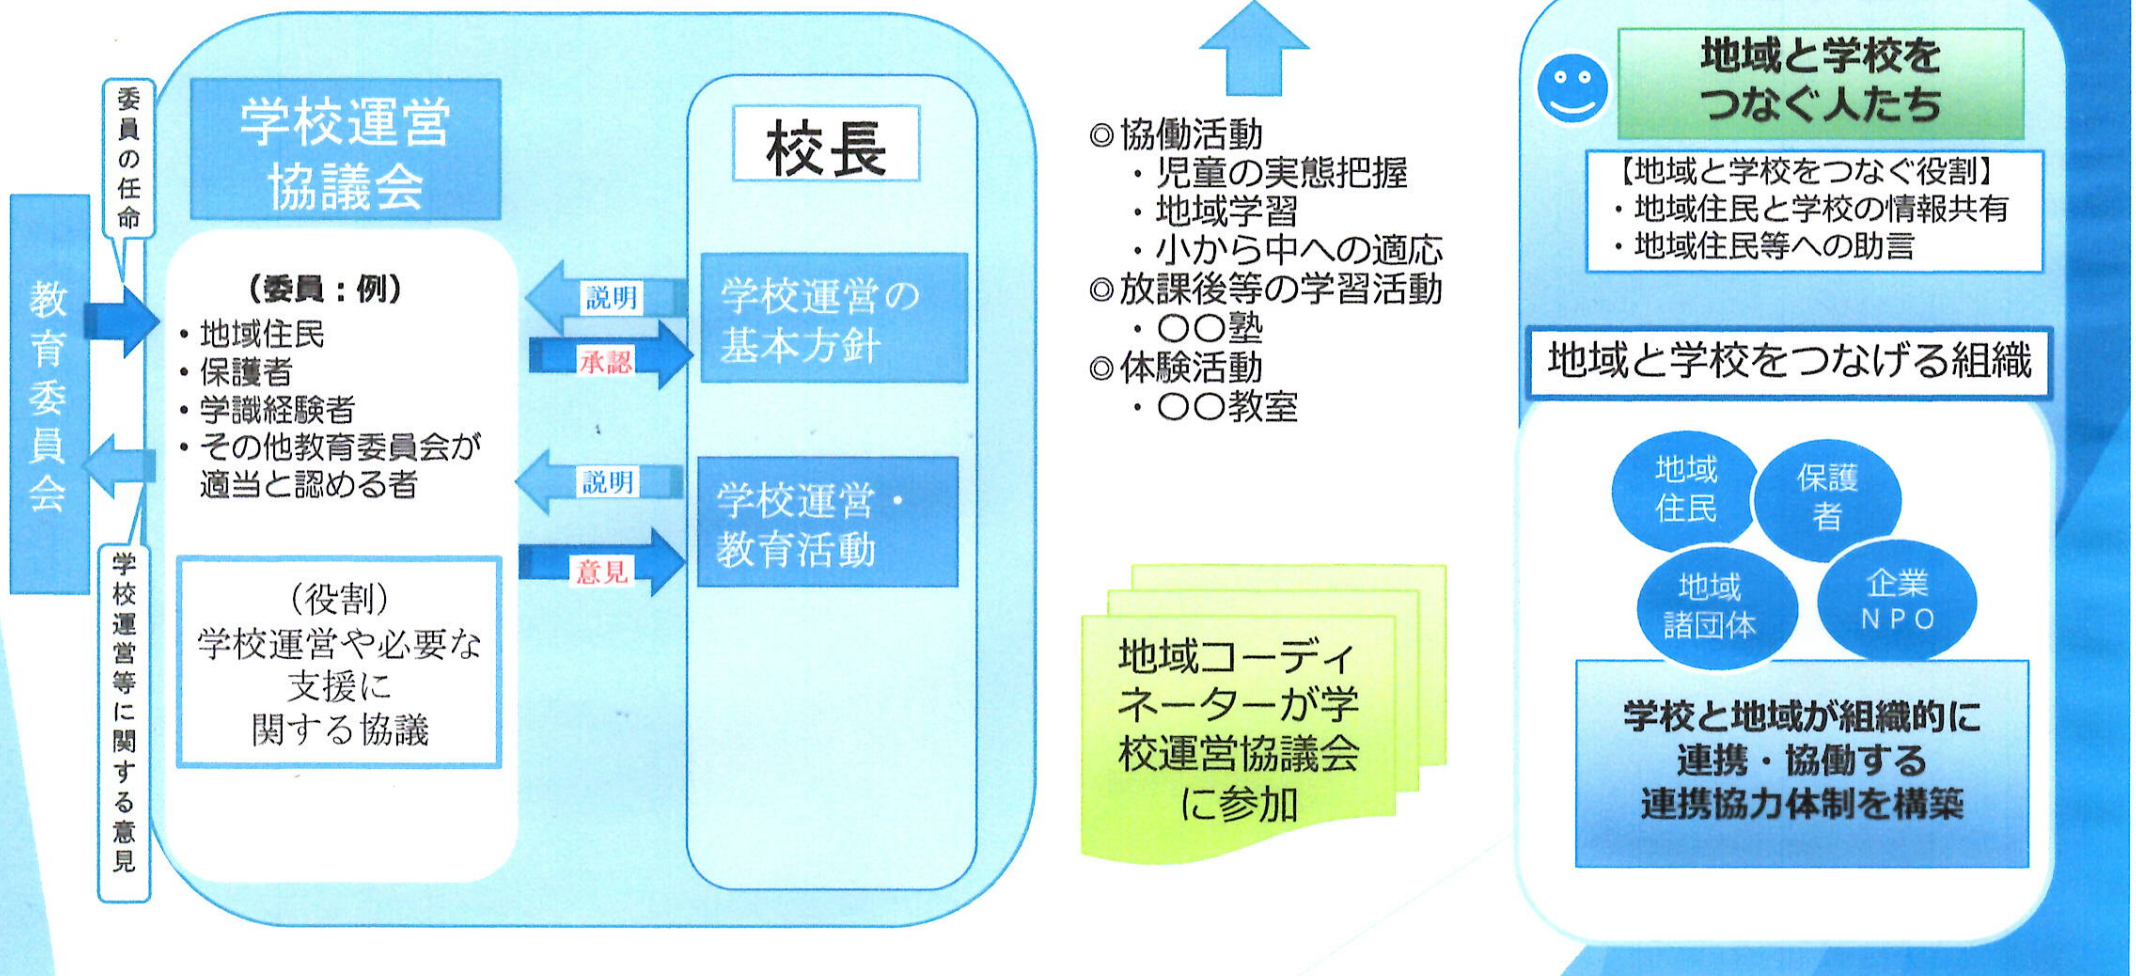 教育委員会
委員の任命
学校運営等に関する意見
学校運営
協議会
（委員：例）
・地域住民
・保護者
・学識経験者
・その他教育委員会が
適当と認める者
（役割）
学校運営や必要な
支援に
関する協議
説明
承認
説明
意見
校長
学校運営の
基本方針
学校運営・
教育活動
◎協働活動
・児童の実態把握
・地域学習
・小から中への適応
◎放課後等の学習活動
・〇〇塾
◎体験活動
・〇〇教室
地域コーディ
ネーターが学
校運営協議会
に参加
地域と学校を
つなぐ人たち
【地域と学校をつなぐ役割】
・地域住民と学校の情報共有
・地域住民等への助言
地域と学校をつなげる組織
地域
住民
保護
者
地域
諸団体
企業
ＮＰＯ
学校と地域が組織的に
連携・協働する
連携協力体制を構築